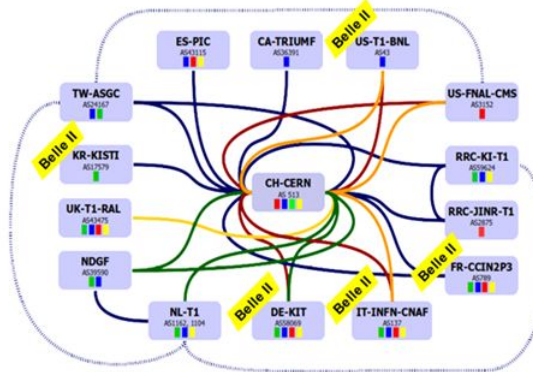 Belle II
ES-PIC
AS43115
CA-TRIUMF
AS36391
US-T1-BNL
AS43
TW-ASGC
AS24167
US-FNAL-CMS
AS3152
Belle II
KR-KISTI
AS17579
RRC-KI-T1
AS59624
CH-CERN
AS 513
UK-T1-RAL
AS43475
RRC-JINR-T1
AS2875
NDGF
AS39590
Belle II
FR-CCIN2P3
AS789
Belle II
Belle II
NL-T1
AS1162, 1104
DE-KIT
AS58069
IT-INFN-CNAF
AS137